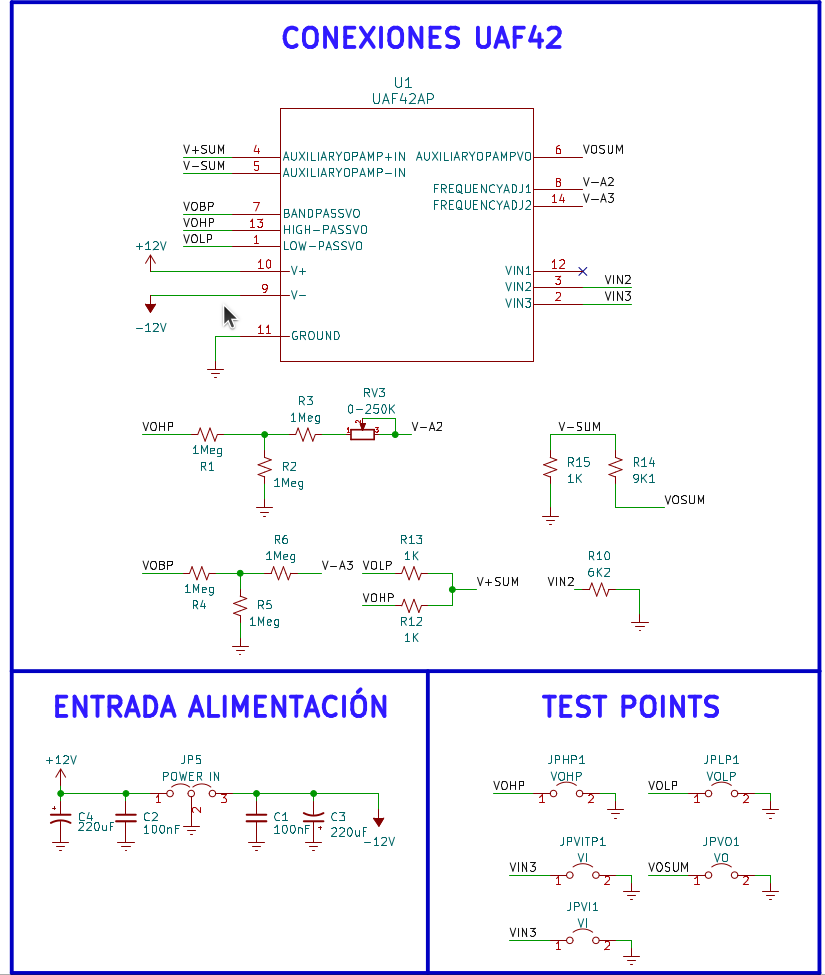 CONEXIONES UAF42
U1
UAF42AP
V+SUM 4 AUXILIARYOPAMP+IN AUXILIARYOPAMPVO 6 VOSUM
V-SUM 5 AUXILIARYOPAMP-IN
FREQUENCYADJ1 8 V-A2
FREQUENCYADJ2 14 V-A3
VOBP 7 BANDPASSVO
VOHP 13 HIGH-PASSVO
VOLP 1 LOW-PASSVO
+12V
10 V+ VIN1 12
9 V- VIN2 3 VIN2
VIN3 2 VIN3
-12V
11 GROUND
RV3
0-250K
R3
1Meg
VOHP 1 2 3 V-A2
1Meg
R1
R2
1Meg
V-SUM
R15
1K
R14
9K1
VOSUM
R6
1Meg
VOBP V-A3
1Meg
R4
R5
1Meg
R13
1K
VOLP
V+SUM
VOHP
R12
1K
R10
6K2
VIN2
ENTRADA ALIMENTACIÓN
+12V
JP5
POWER IN
1 2 3
C4
220uF
C2
100nF
C1
100nF
C3
220uF
-12V
TEST POINTS
JPHP1
VOHP
VOHP 1 2
JPLP1
VOLP
VOLP 1 2
JPVITP1
VI
VIN3 1 2
JPVO1
VO
VOSUM 1 2
JPVI1
VI
VIN3 1 2